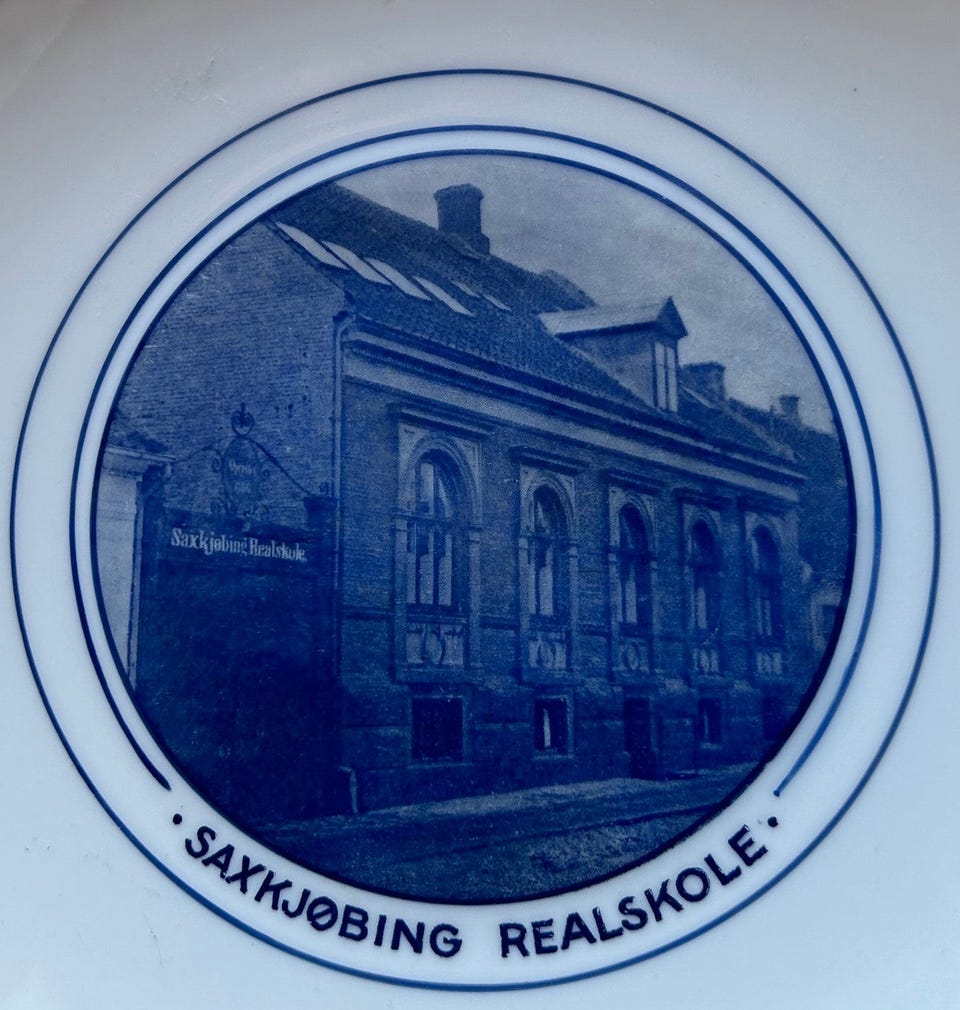 Saxkjøbing Realskole.
· SAXKJØBING REALSKOLE ·